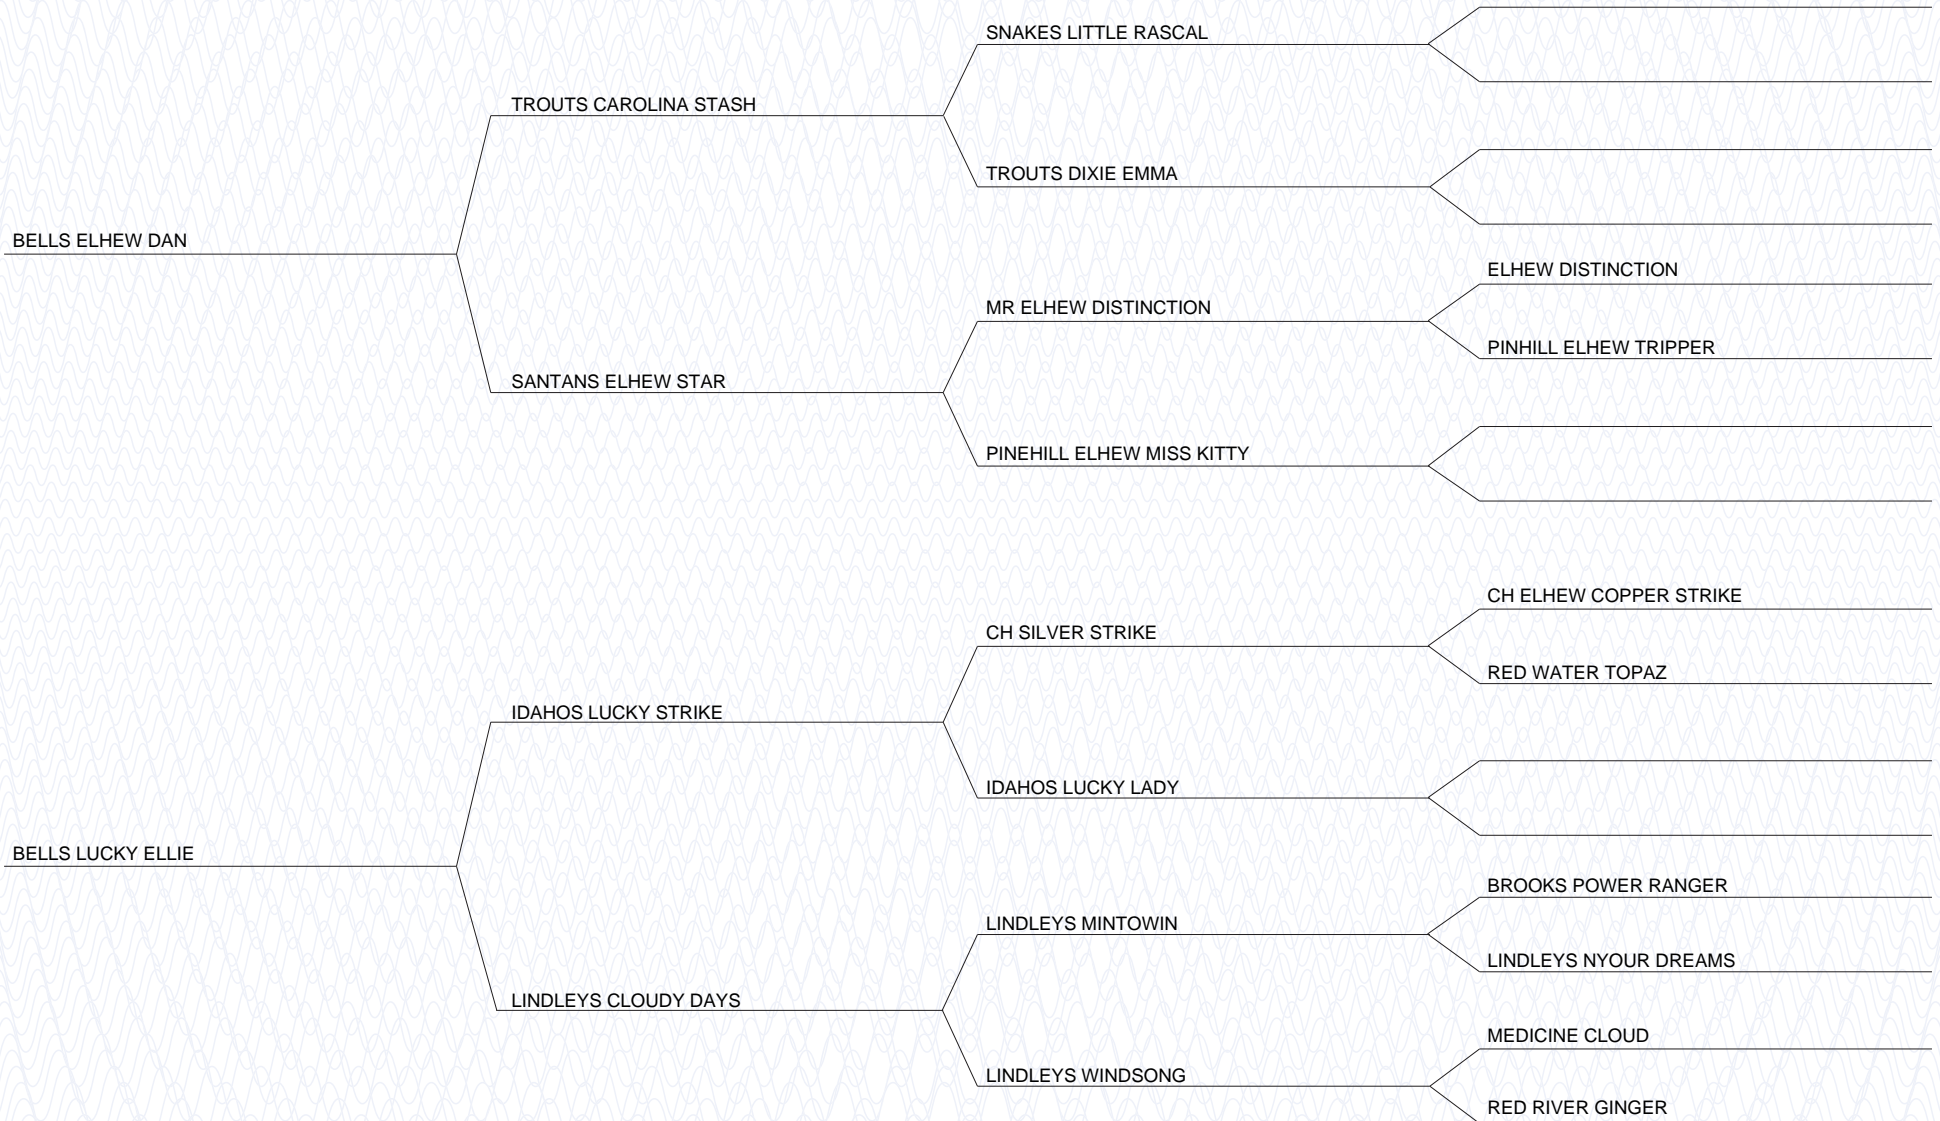 SNAKES LITTLE RASCAL
TROUTS CAROLINA STASH
TROUTS DIXIE EMMA
BELLS ELHEW DAN
ELHEW DISTINCTION
MR ELHEW DISTINCTION
PINHILL ELHEW TRIPPER
SANTANS ELHEW STAR
PINEHILL ELHEW MISS KITTY
CH ELHEW COPPER STRIKE
CH SILVER STRIKE
RED WATER TOPAZ
IDAHOS LUCKY STRIKE
IDAHOS LUCKY LADY
BELLS LUCKY ELLIE
BROOKS POWER RANGER
LINDLEYS MINTOWIN
LINDLEYS NYOUR DREAMS
LINDLEYS CLOUDY DAYS
MEDICINE CLOUD
LINDLEYS WINDSONG
RED RIVER GINGER